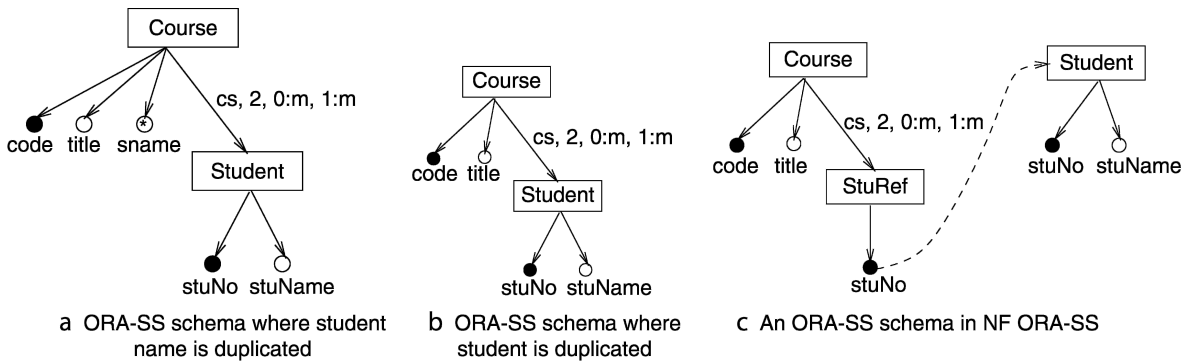 Course
cs, 2, 0:m, 1:m
code title sname
*
Student
stuNo stuName
a ORA-SS schema where student
name is duplicated
Course
cs, 2, 0:m, 1:m
code title
Student
stuNo stuName
b ORA-SS schema where
student is duplicated
Course
cs, 2, 0:m, 1:m
code title
StuRef
stuNo
Student
stuNo stuName
c An ORA-SS schema in NF ORA-SS